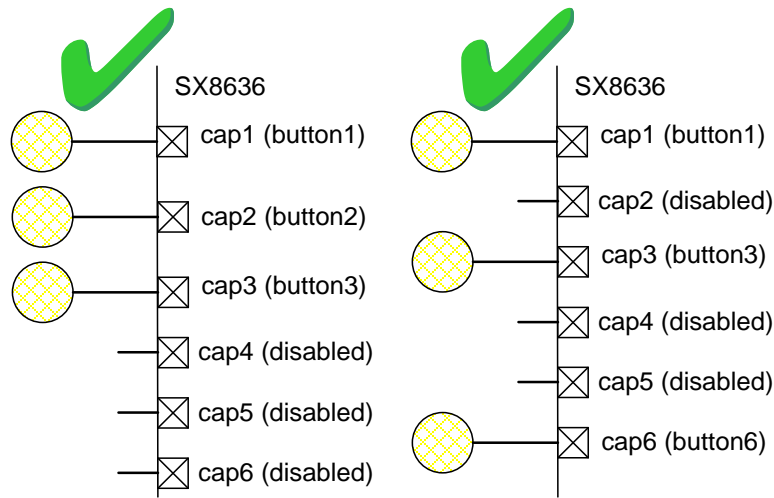 SX8636
cap1 (button1)
cap2 (button2)
cap3 (button3)
cap4 (disabled)
cap5 (disabled)
cap6 (disabled)
SX8636
cap1 (button1)
cap2 (disabled)
cap3 (button3)
cap4 (disabled)
cap5 (disabled)
cap6 (button6)